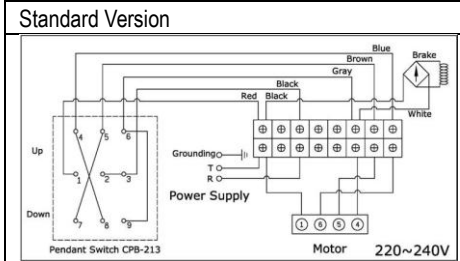 Standard Version
Blue
Brown
Brake
Gray
Black
Red Black
White
4 5 6
Up
Grounding
1 2 3
T
R
Power Supply
Down
7 8 9
1 6 5 4
Pendant Switch CPB-213
Motor
220~240V